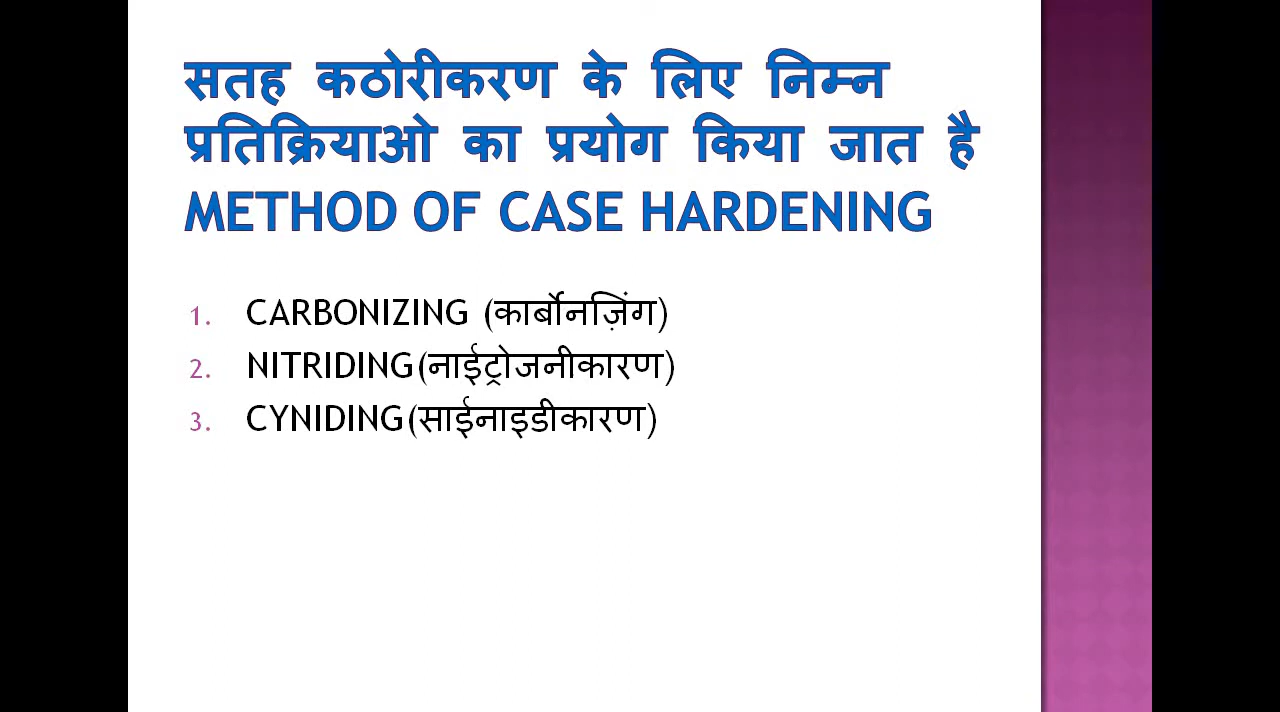 सतह कठोरीकरण के लिए निम्न
प्रतिक्रियाओ का प्रयोग किया जात है
METHOD OF CASE HARDENING
1. CARBONIZING (कार्बोनज़िंग)
2. NITRIDING(नाईट्रोजनीकारण)
3. CYNIDING(साईनाइडीकारण)